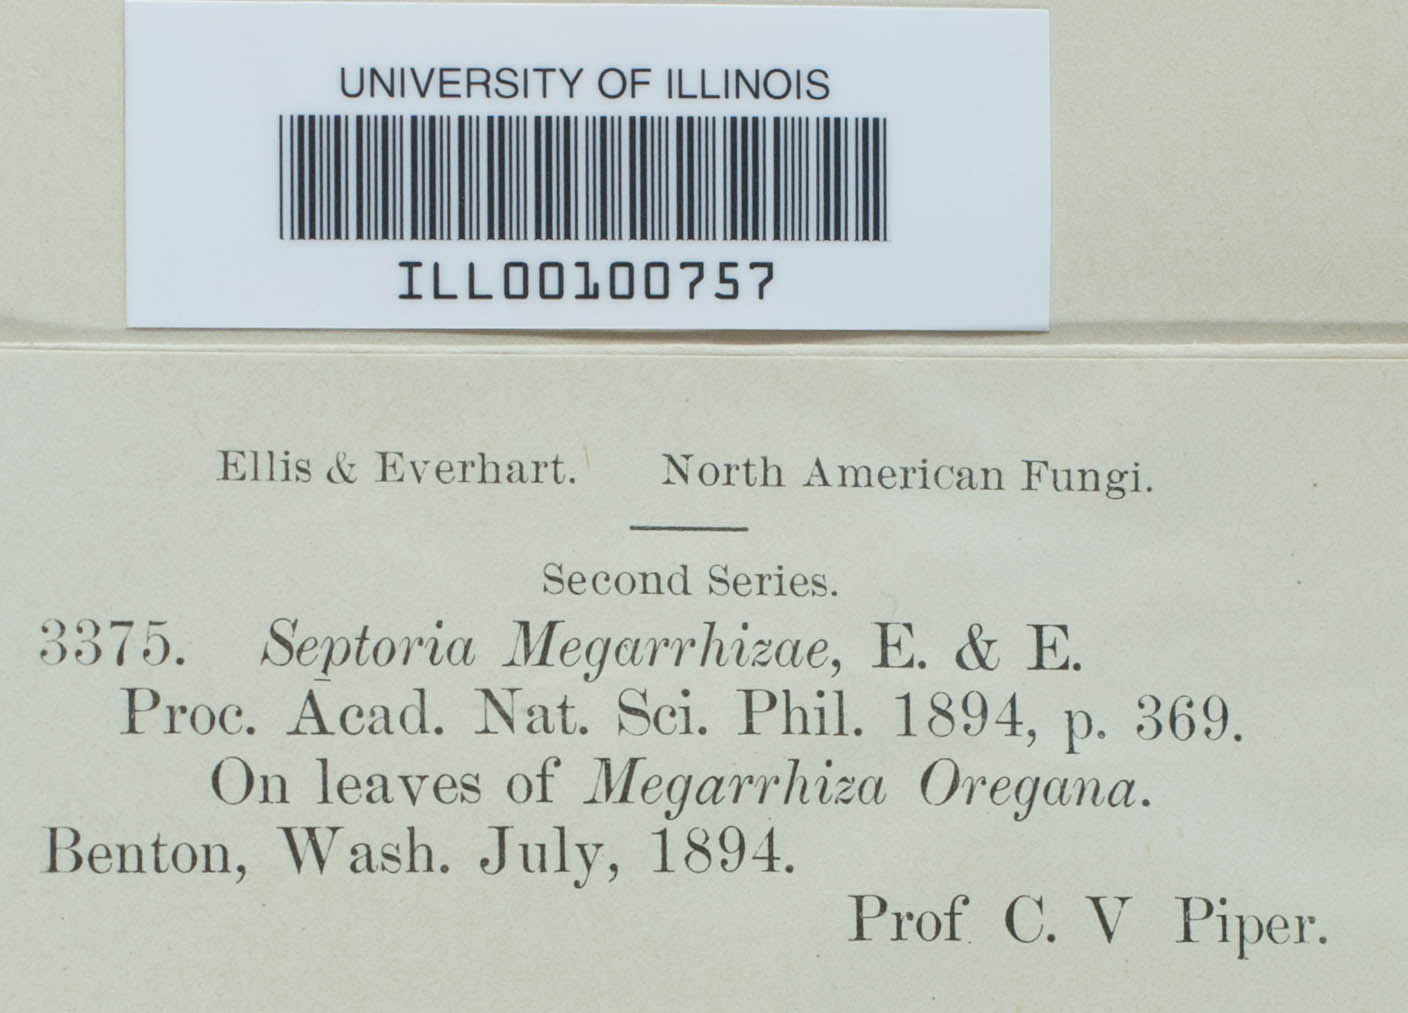 UNIVERSITY OF ILLINOIS
ILL00100757
Ellis & Everhart. North American Fungi.
Second Series.
3375. Septoria Megarrhizae, E. & E.
Proc. Acad. Nat. Sci. Phil. 1894, p. 369.
On leaves of Megarrhiza Oregana.
Benton, Wash. July, 1894.
Prof. C. V Piper.